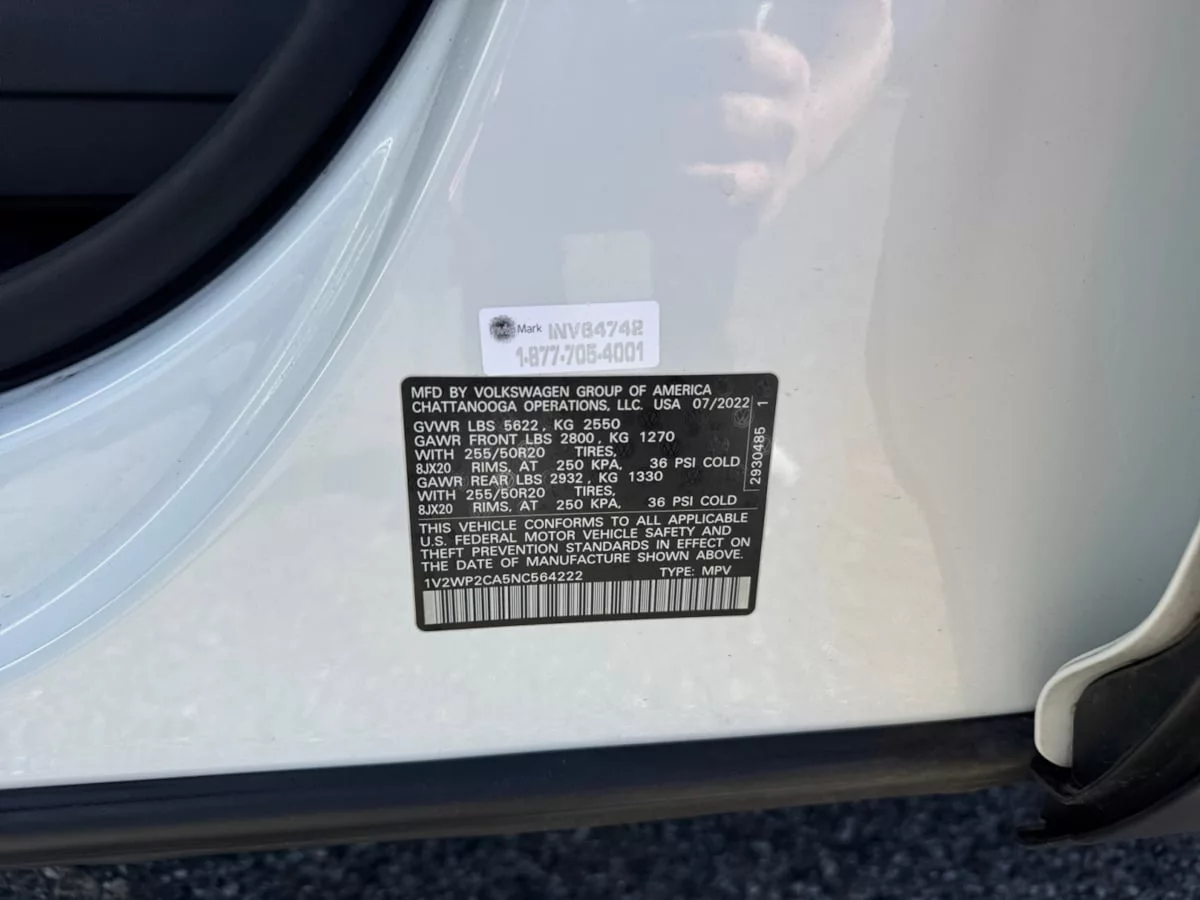 Mark INV64742
1-877-705-4001
MFD BY VOLKSWAGEN GROUP OF AMERICA
CHATTANOOGA OPERATIONS, LLC. USA 07/2022
GVWR LBS 5622, KG 2550
GAWR FRONT LBS 2800, KG 1270
WITH 255/50R20 TIRES,
8JX20 RIMS, AT 250 KPA, 36 PSI COLD
GAWR REAR LBS 2932, KG 1330
WITH 255/50R20 TIRES,
8JX20 RIMS, AT 250 KPA, 36 PSI COLD
2930485 1
THIS VEHICLE CONFORMS TO ALL APPLICABLE
U.S. FEDERAL MOTOR VEHICLE SAFETY AND
THEFT PREVENTION STANDARDS IN EFFECT ON
THE DATE OF MANUFACTURE SHOWN ABOVE.
1V2WP2CA5NC564222 TYPE: MPV